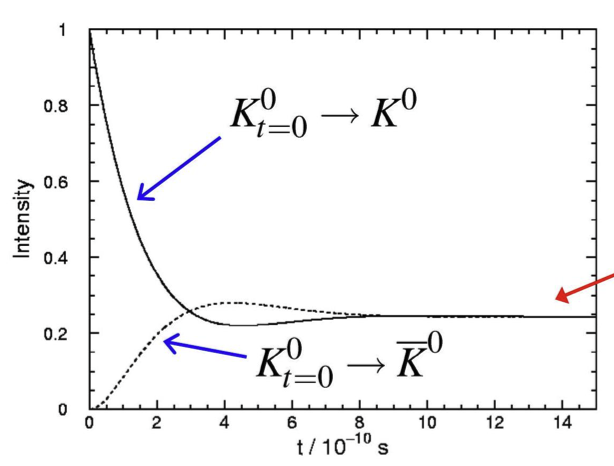 1
0.8
0.6
0.4
0.2
0
Intensity
K⁰ₜ₌₀ → K⁰
K⁰ₜ₌₀ → K̅⁰
0 2 4 6 8 10 12 14
t / 10⁻¹⁰ s